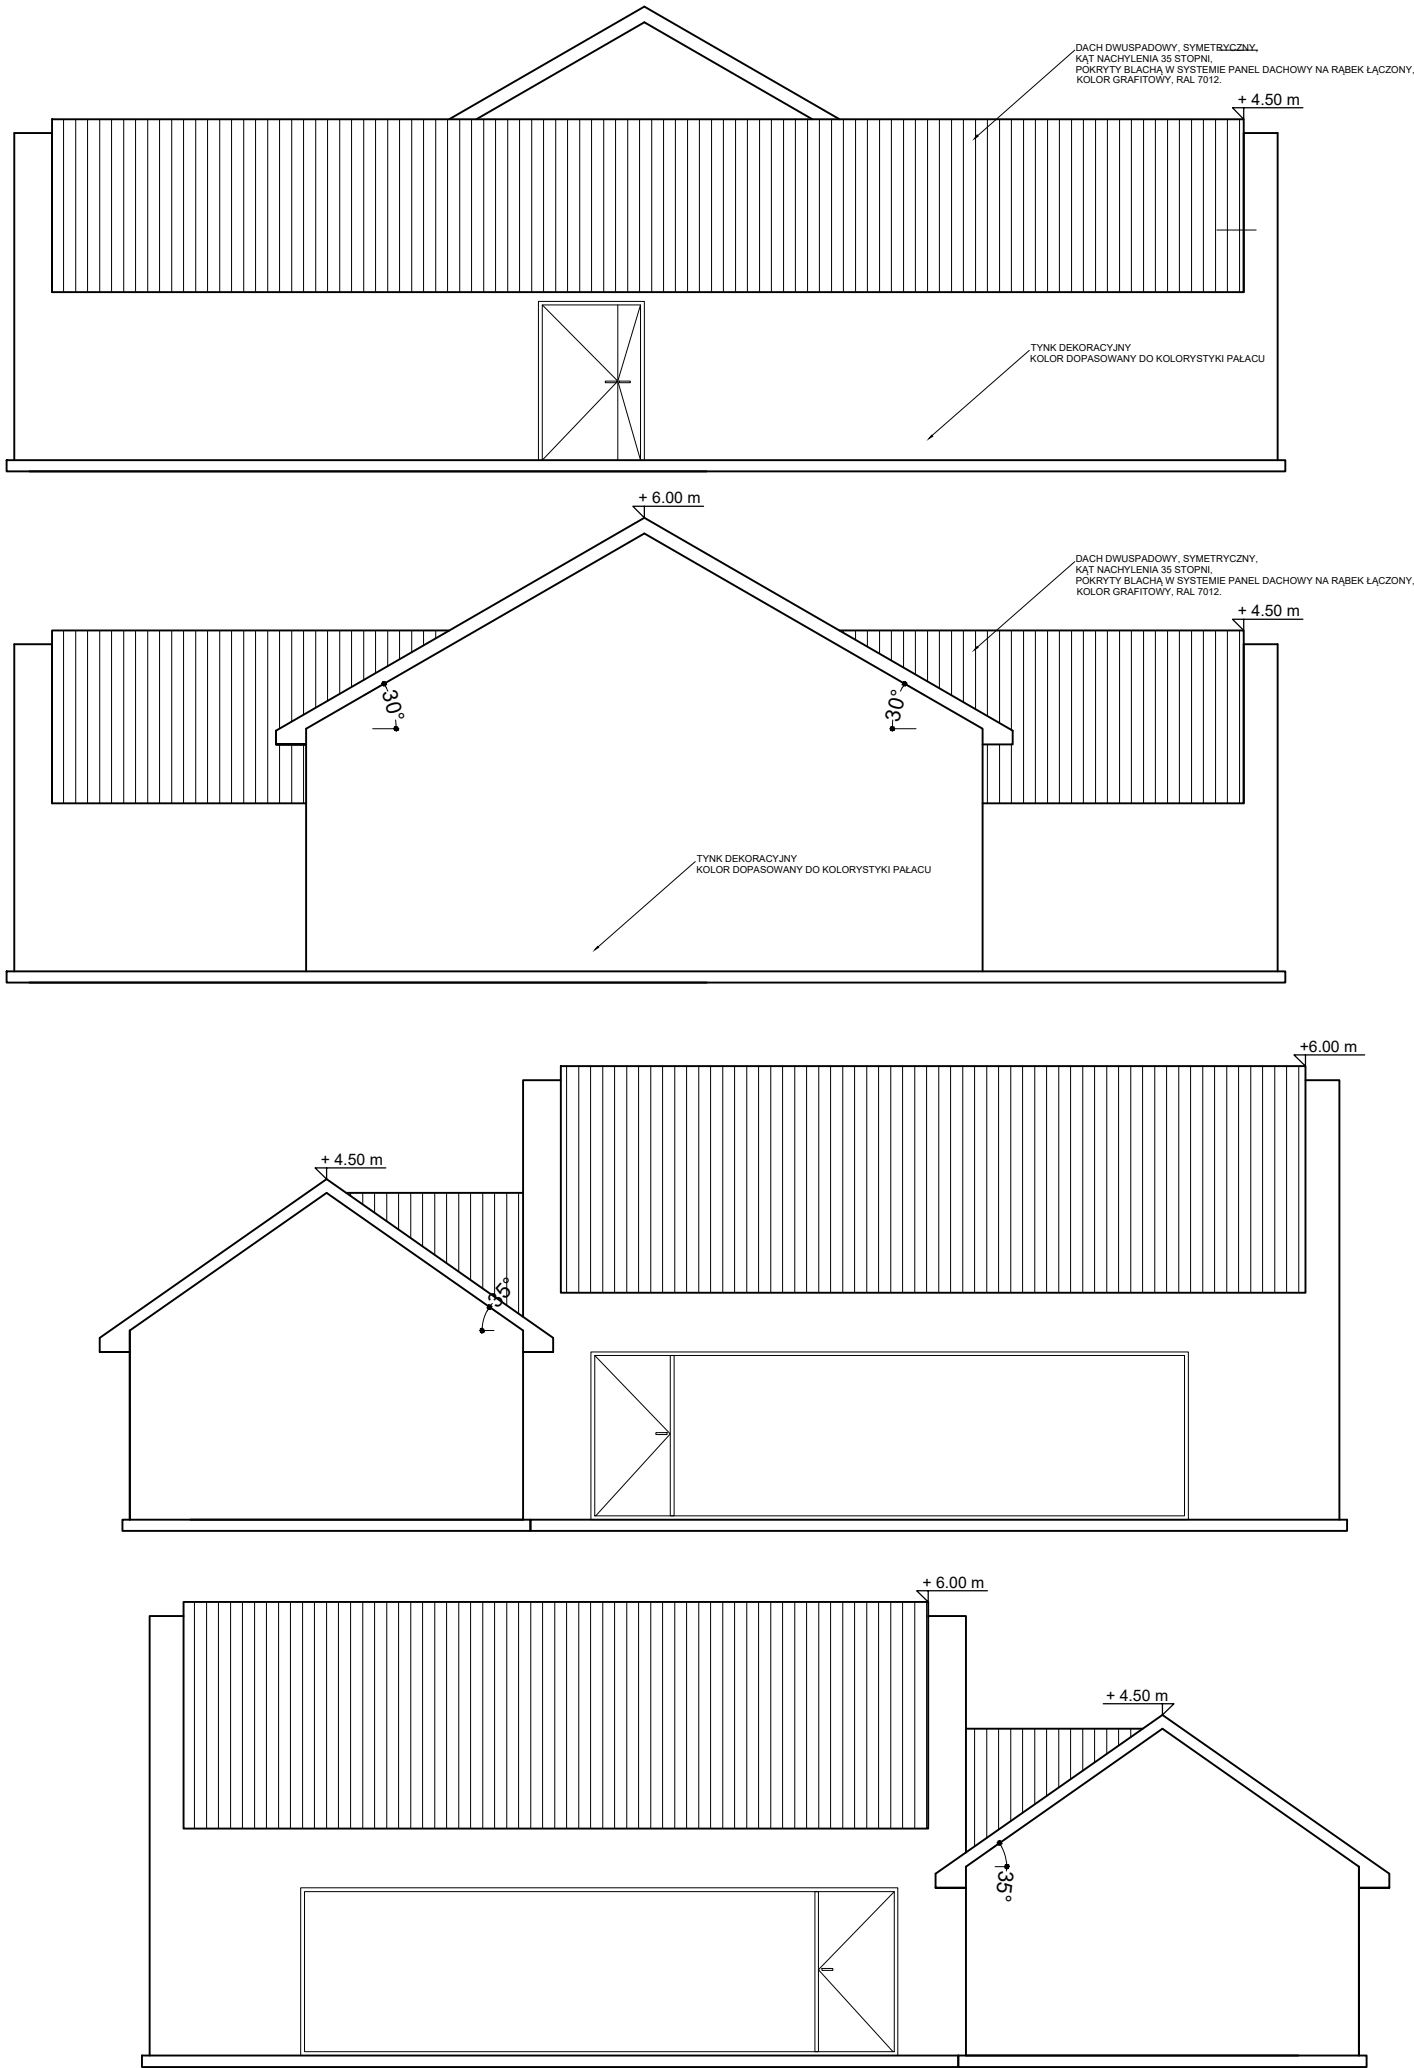 DACH DWUSPADOWY, SYMETRYCZNY,
KĄT NACHYLENIA 35 STOPNI,
POKRYTY BLACHĄ W SYSTEMIE PANEL DACHOWY NA RĄBEK ŁĄCZONY,
KOLOR GRAFITOWY, RAL 7012.
+ 4.50 m
TYNK DEKORACYJNY
KOLOR DOPASOWANY DO KOLORYSTYKI PAŁACU
+ 6.00 m
DACH DWUSPADOWY, SYMETRYCZNY,
KĄT NACHYLENIA 35 STOPNI,
POKRYTY BLACHĄ W SYSTEMIE PANEL DACHOWY NA RĄBEK ŁĄCZONY,
KOLOR GRAFITOWY, RAL 7012.
+ 4.50 m
30°
30°
TYNK DEKORACYJNY
KOLOR DOPASOWANY DO KOLORYSTYKI PAŁACU
+6.00 m
+ 4.50 m
35°
+ 6.00 m
+ 4.50 m
35°